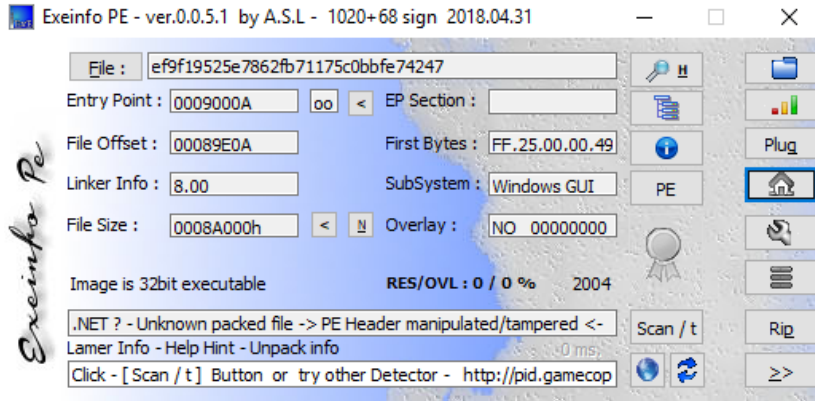 Exeinfo PE - ver.0.0.5.1 by A.S.L - 1020+68 sign 2018.04.31
File : ef9f19525e7862fb71175c0bbfe74247 H
Entry Point : 0009000A oo < EP Section :
File Offset : 00089E0A First Bytes : FF.25.00.00.49 Plug
Linker Info : 8.00 SubSystem : Windows GUI PE
File Size : 0008A000h < N Overlay : NO 00000000
Image is 32bit executable RES/OVL : 0 / 0 % 2004
.NET ? - Unknown packed file -> PE Header manipulated/tampered <- Scan / t Rip
Lamer Info - Help Hint - Unpack info 0 ms.
Click - [ Scan / t ] Button or try other Detector - http://pid.gamecop >>
Exeinfo Pe